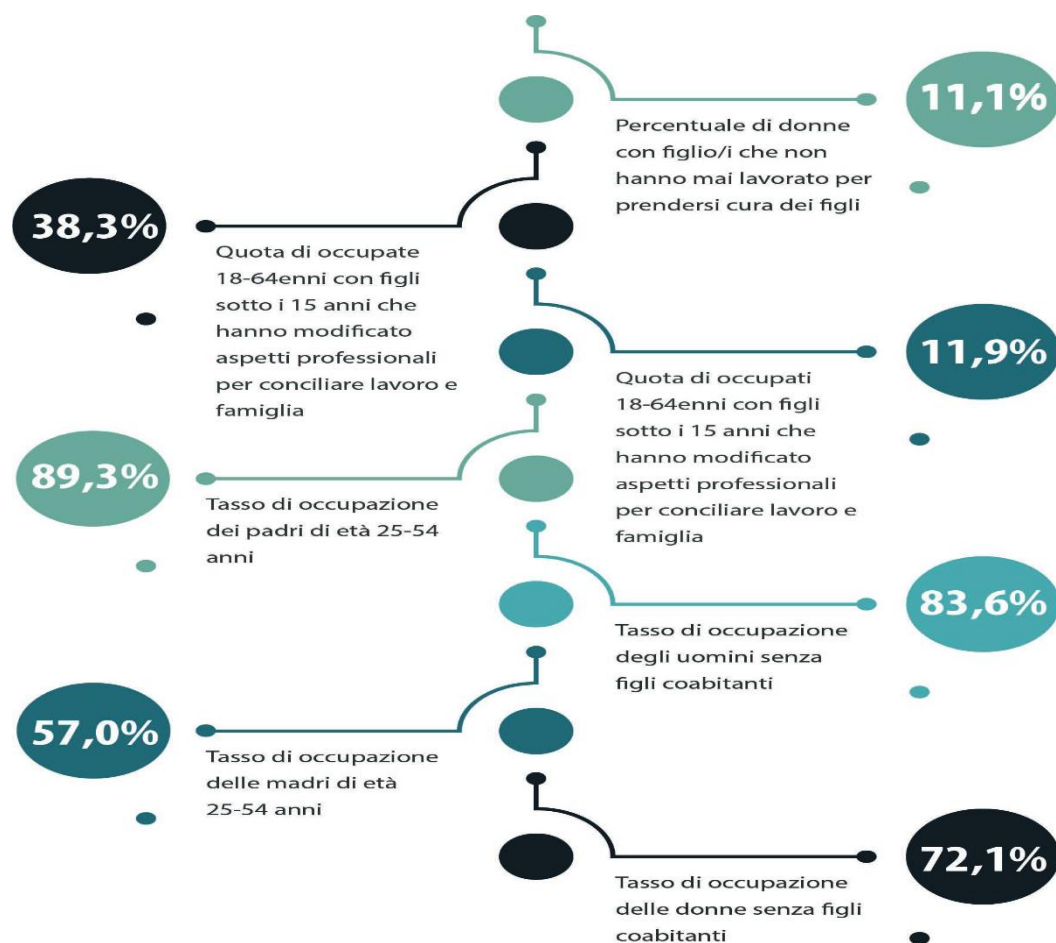 11,1%
Percentuale di donne
con figlio/i che non
hanno mai lavorato per
prendersi cura dei figli
38,3%
Quota di occupate
18-64enni con figli
sotto i 15 anni che
hanno modificato
aspetti professionali
per conciliare lavoro e
famiglia
11,9%
Quota di occupati
18-64enni con figli
sotto i 15 anni che
hanno modificato
aspetti professionali
per conciliare lavoro e
famiglia
89,3%
Tasso di occupazione
dei padri di età 25-54
anni
83,6%
Tasso di occupazione
degli uomini senza
figli coabitanti
57,0%
Tasso di occupazione
delle madri di età
25-54 anni
72,1%
Tasso di occupazione
delle donne senza figli
coabitanti